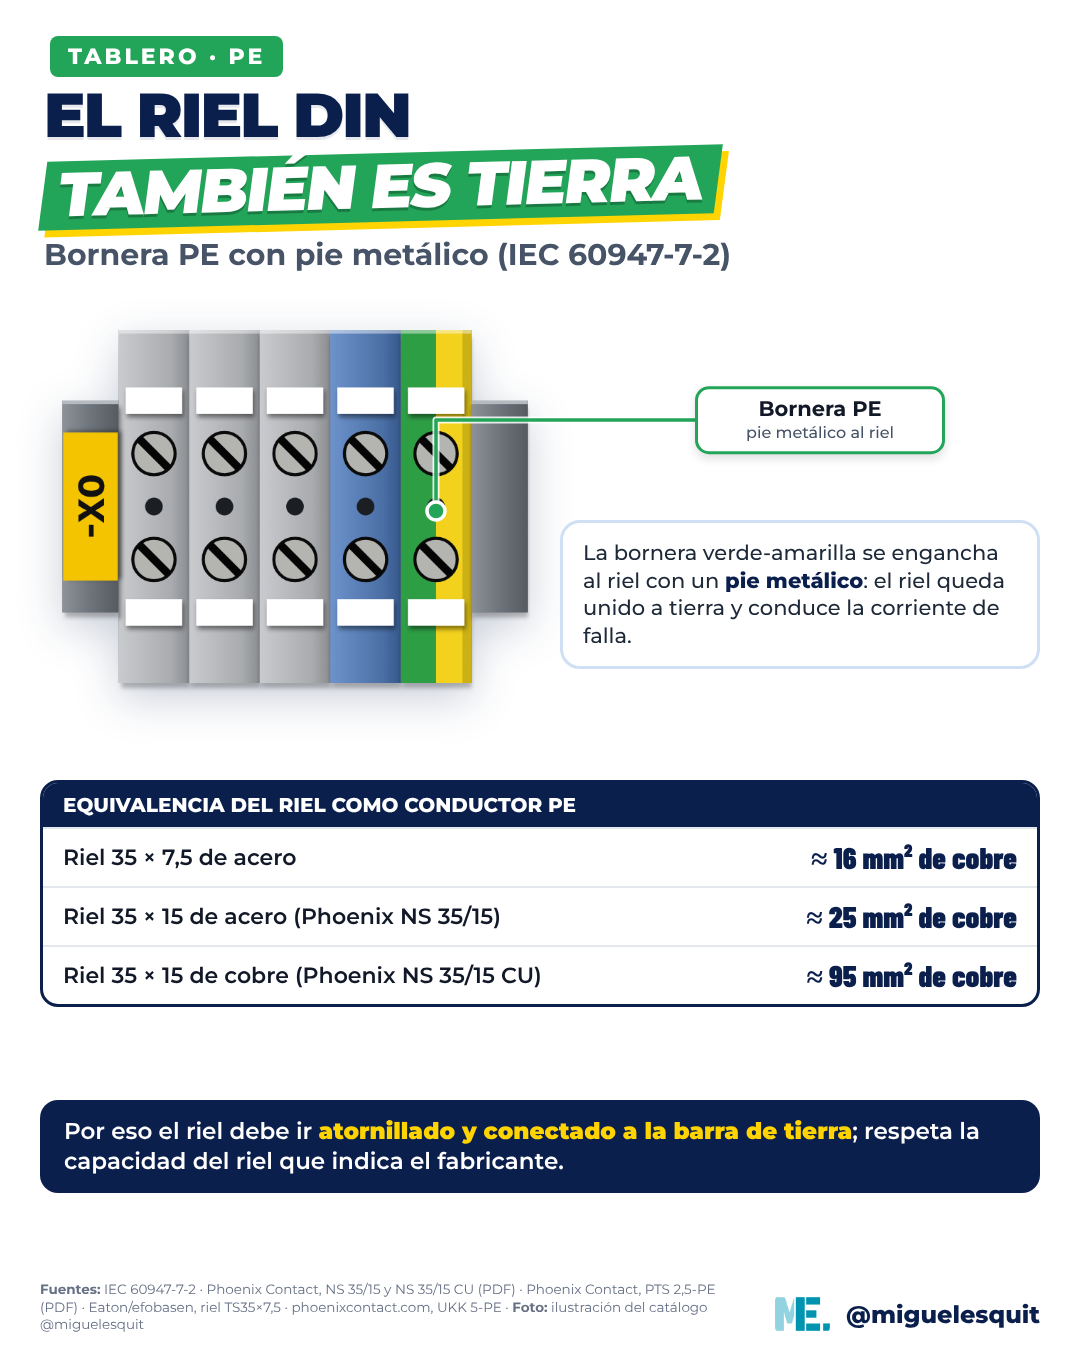 TABLERO · PE
EL RIEL DIN
TAMBIÉN ES TIERRA
Bornera PE con pie metálico (IEC 60947-7-2)
-X0
Bornera PE
pie metálico al riel
La bornera verde-amarilla se engancha
al riel con un pie metálico: el riel queda
unido a tierra y conduce la corriente de
falla.
EQUIVALENCIA DEL RIEL COMO CONDUCTOR PE
Riel 35 × 7,5 de acero ≈ 16 mm² de cobre
Riel 35 × 15 de acero (Phoenix NS 35/15) ≈ 25 mm² de cobre
Riel 35 × 15 de cobre (Phoenix NS 35/15 CU) ≈ 95 mm² de cobre
Por eso el riel debe ir atornillado y conectado a la barra de tierra; respeta la
capacidad del riel que indica el fabricante.
Fuentes: IEC 60947-7-2 · Phoenix Contact, NS 35/15 y NS 35/15 CU (PDF) · Phoenix Contact, PTS 2,5-PE
(PDF) · Eaton/efobasen, riel TS35×7,5 · phoenixcontact.com, UKK 5-PE · Foto: ilustración del catálogo
@miguelesquit
ME. @miguelesquit